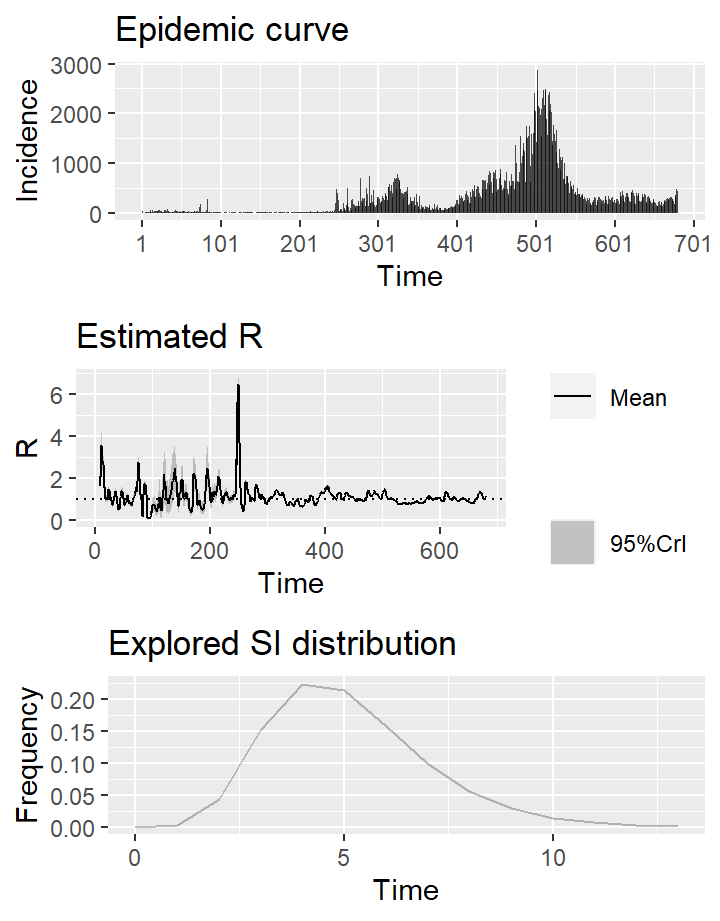 Epidemic curve
3000
2000
1000
0
Incidence
1 101 201 301 401 501 601 701
Time
Estimated R
6
4
2
0
R
0 200 400 600
Time
Mean
95%CrI
Explored SI distribution
0.20
0.15
0.10
0.05
0.00
Frequency
0 5 10
Time